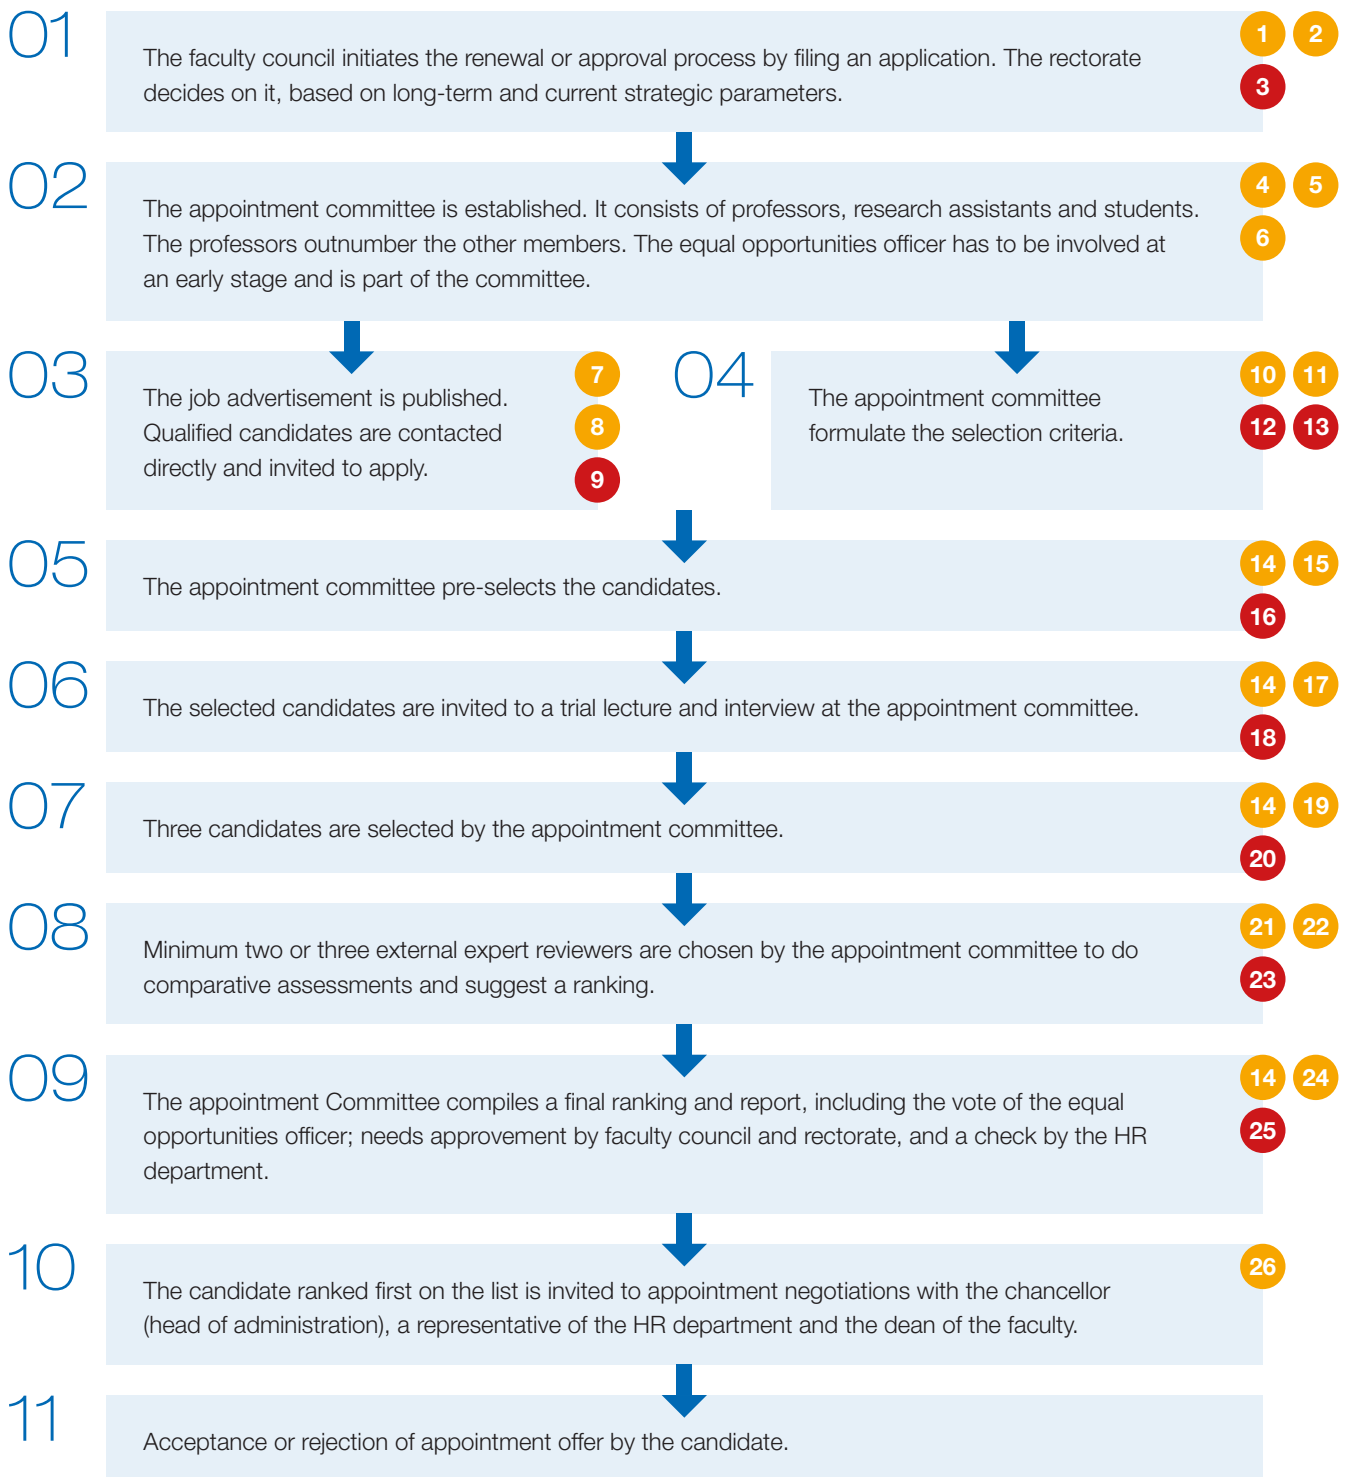 01
The faculty council initiates the renewal or approval process by filing an application. The rectorate
decides on it, based on long-term and current strategic parameters.
1 2
3
02
The appointment committee is established. It consists of professors, research assistants and students.
The professors outnumber the other members. The equal opportunities officer has to be involved at
an early stage and is part of the committee.
4 5
6
03
The job advertisement is published.
Qualified candidates are contacted
directly and invited to apply.
7
8
9
04
The appointment committee
formulate the selection criteria.
10 11
12 13
05
The appointment committee pre-selects the candidates.
14 15
16
06
The selected candidates are invited to a trial lecture and interview at the appointment committee.
14 17
18
07
Three candidates are selected by the appointment committee.
14 19
20
08
Minimum two or three external expert reviewers are chosen by the appointment committee to do
comparative assessments and suggest a ranking.
21 22
23
09
The appointment Committee compiles a final ranking and report, including the vote of the equal
opportunities officer; needs approvement by faculty council and rectorate, and a check by the HR
department.
14 24
25
10
The candidate ranked first on the list is invited to appointment negotiations with the chancellor
(head of administration), a representative of the HR department and the dean of the faculty.
26
11
Acceptance or rejection of appointment offer by the candidate.